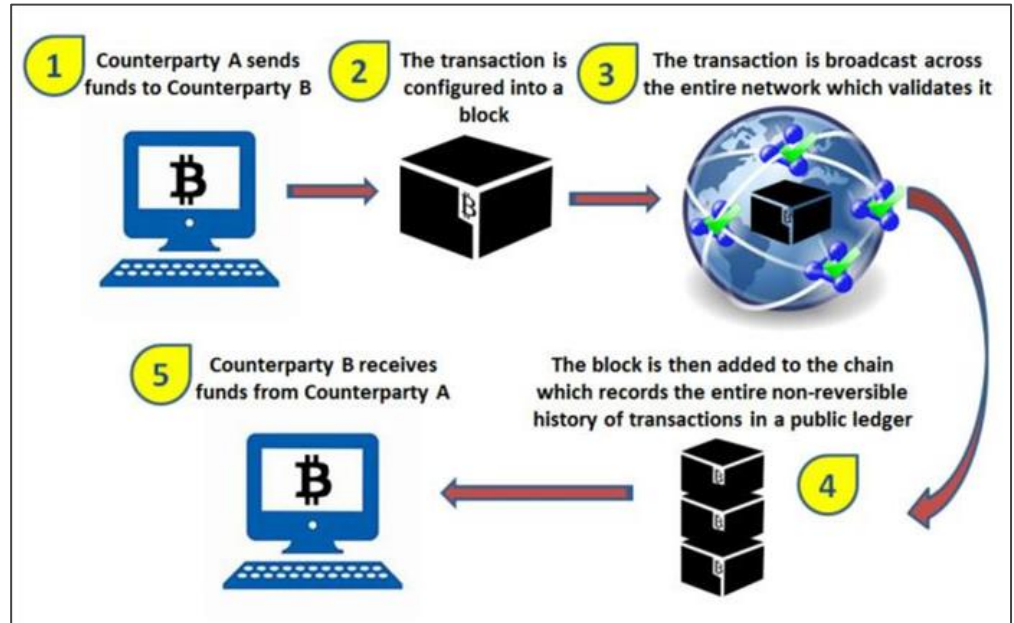 1
Counterparty A sends
funds to Counterparty B
2
The transaction is
configured into a
block
3
The transaction is broadcast across
the entire network which validates it
5
Counterparty B receives
funds from Counterparty A
The block is then added to the chain
which records the entire non-reversible
history of transactions in a public ledger
4